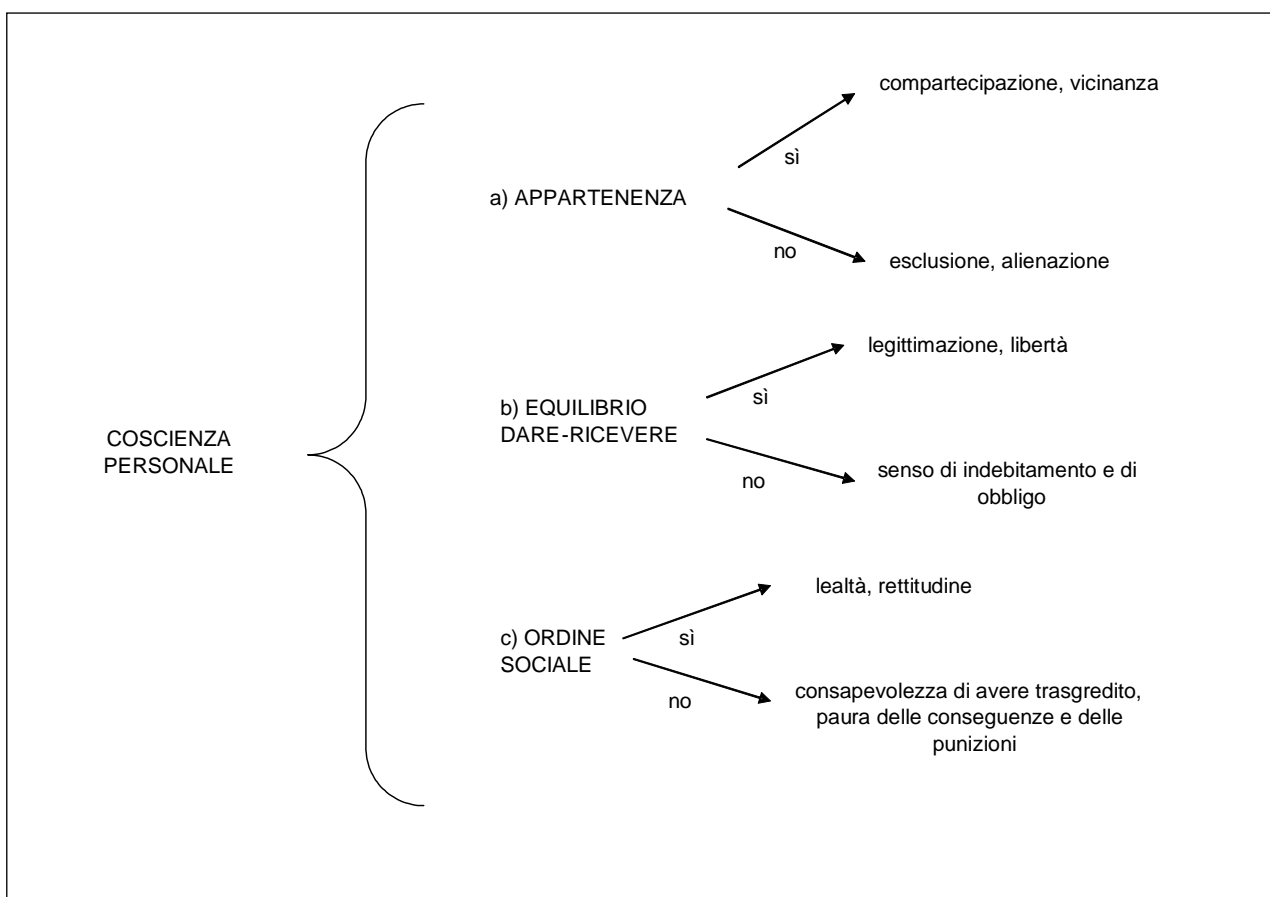 compartecipazione, vicinanza
sì
a) APPARTENENZA
no
esclusione, alienazione
legittimazione, libertà
sì
b) EQUILIBRIO
DARE-RICEVERE
COSCIENZA
PERSONALE
no
senso di indebitamento e di
obbligo
lealtà, rettitudine
c) ORDINE
SOCIALE
sì
no
consapevolezza di avere trasgredito,
paura delle conseguenze e delle
punizioni